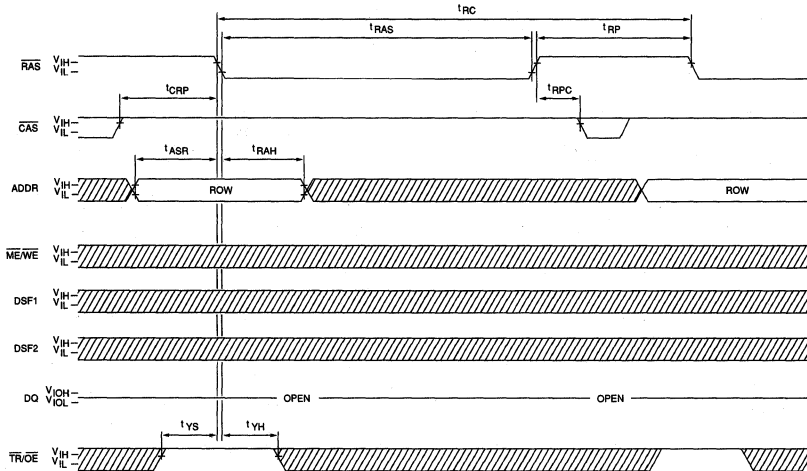 tRC
tRAS
tRP
RAS VIH
VIL
tCRP
tRPC
CAS VIH
VIL
tASR
tRAH
ADDR VIH
VIL
ROW
ROW
ME/WE VIH
VIL
DSF1 VIH
VIL
DSF2 VIH
VIL
DQ VIOH
VIOL
OPEN
OPEN
tYS
tYH
TR/OE VIH
VIL